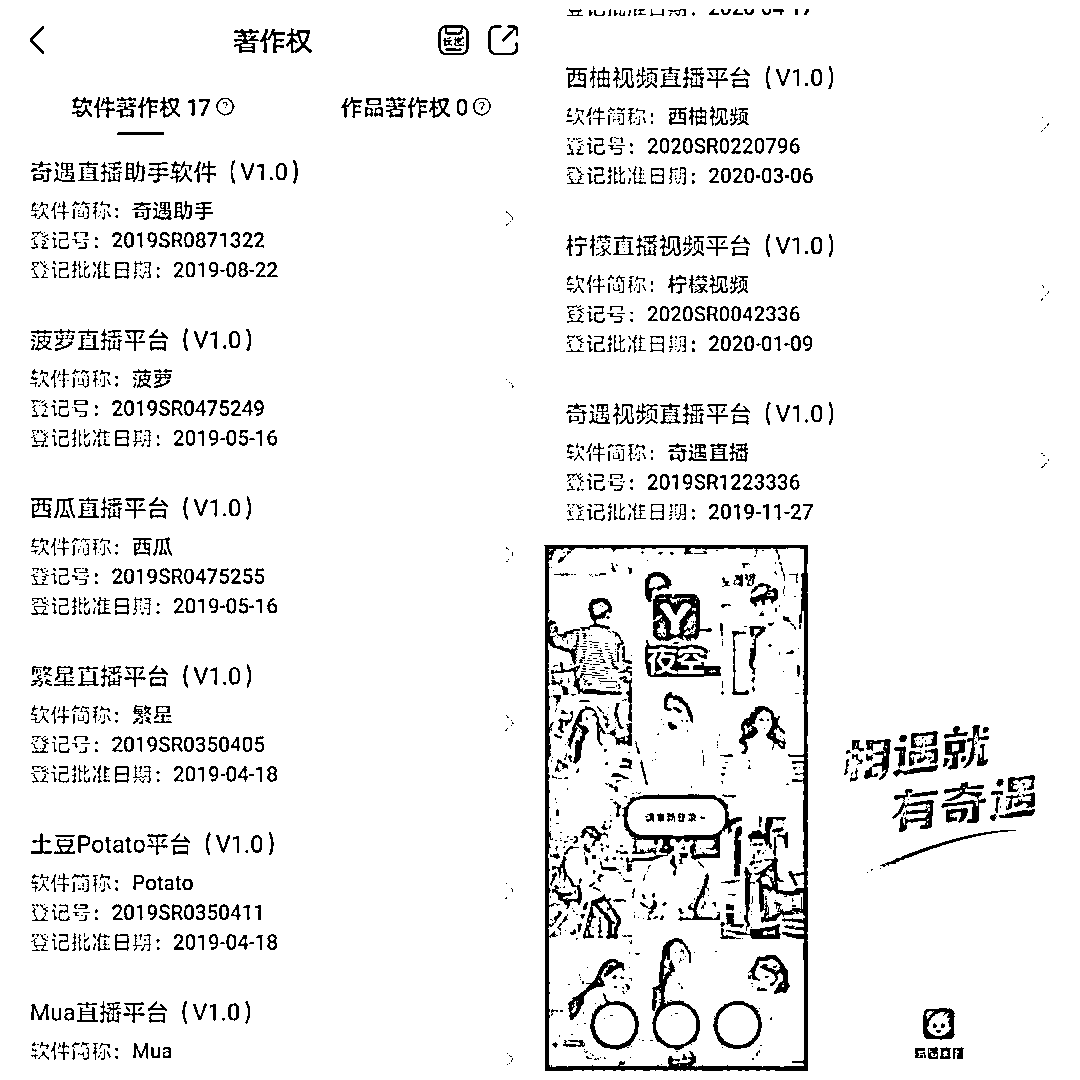 著作权
软件著作权 17
作品著作权 0
奇遇直播助手软件（V1.0）
软件简称：奇遇助手
登记号：2019SR0871322
登记批准日期：2019-08-22
菠萝直播平台（V1.0）
软件简称：菠萝
登记号：2019SR0475249
登记批准日期：2019-05-16
西瓜直播平台（V1.0）
软件简称：西瓜
登记号：2019SR0475255
登记批准日期：2019-05-16
繁星直播平台（V1.0）
软件简称：繁星
登记号：2019SR0350405
登记批准日期：2019-04-18
土豆Potato平台（V1.0）
软件简称：Potato
登记号：2019SR0350411
登记批准日期：2019-04-18
Mua直播平台（V1.0）
软件简称：Mua
登记批准日期：2020-04-17
西柚视频直播平台（V1.0）
软件简称：西柚视频
登记号：2020SR0220796
登记批准日期：2020-03-06
柠檬直播视频平台（V1.0）
软件简称：柠檬视频
登记号：2020SR0042336
登记批准日期：2020-01-09
奇遇视频直播平台（V1.0）
软件简称：奇遇直播
登记号：2019SR1223336
登记批准日期：2019-11-27
夜空
相遇就
有奇遇